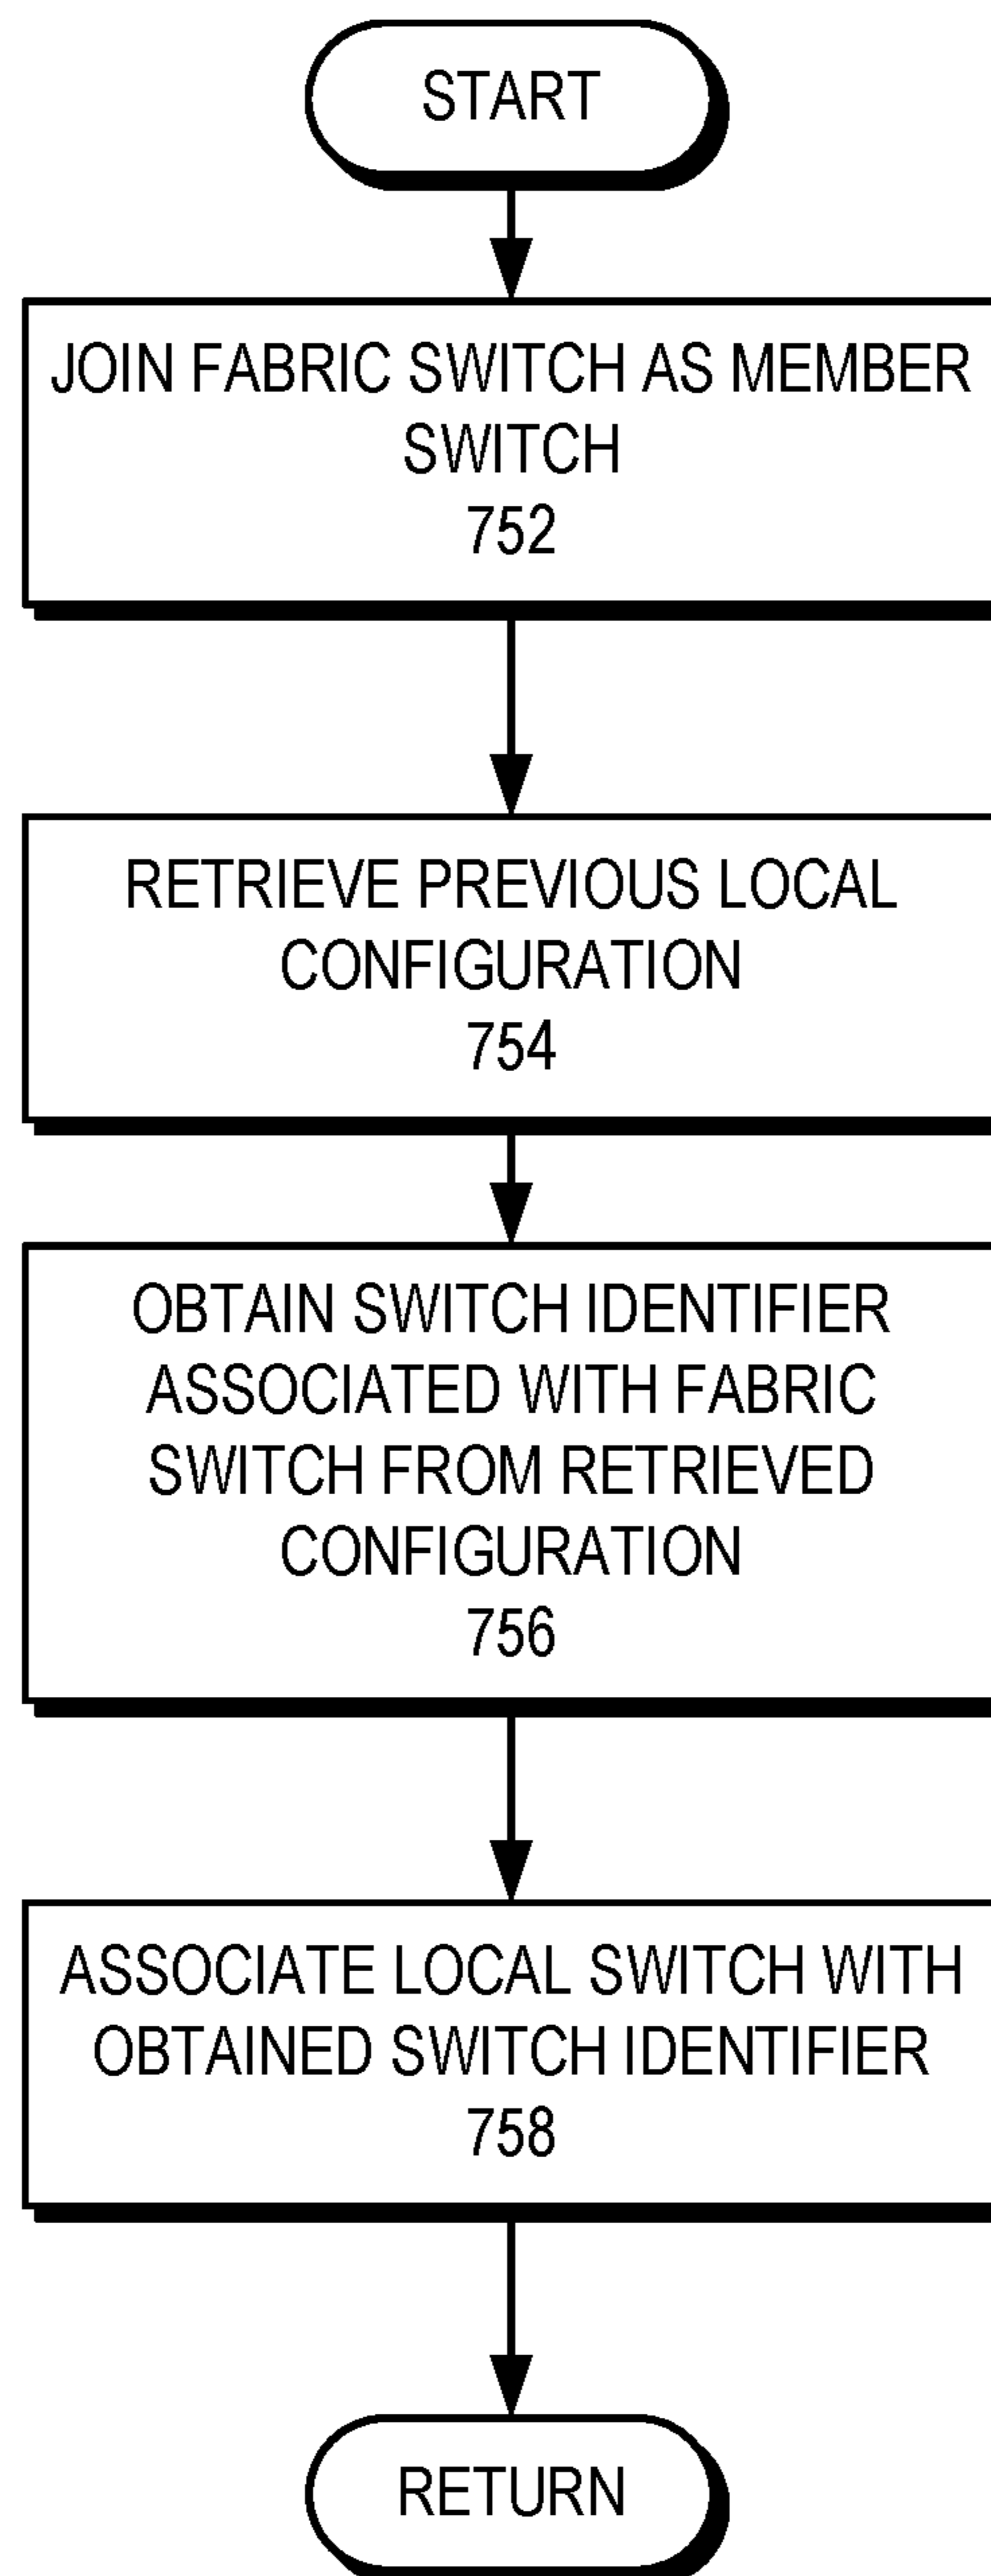 START
JOIN FABRIC SWITCH AS MEMBER
SWITCH
752
RETRIEVE PREVIOUS LOCAL
CONFIGURATION
754
OBTAIN SWITCH IDENTIFIER
ASSOCIATED WITH FABRIC
SWITCH FROM RETRIEVED
CONFIGURATION
756
ASSOCIATE LOCAL SWITCH WITH
OBTAINED SWITCH IDENTIFIER
758
RETURN